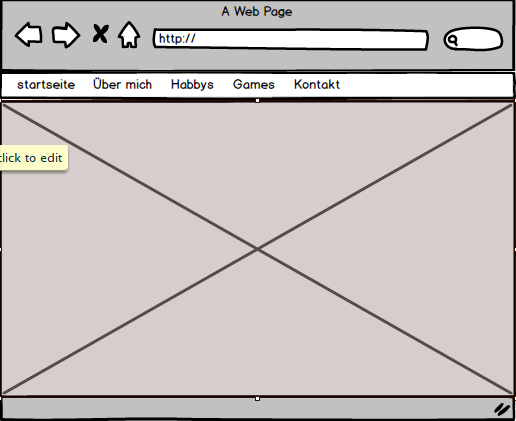 A Web Page
http://
startseite Über mich Habbys Games Kontakt
click to edit